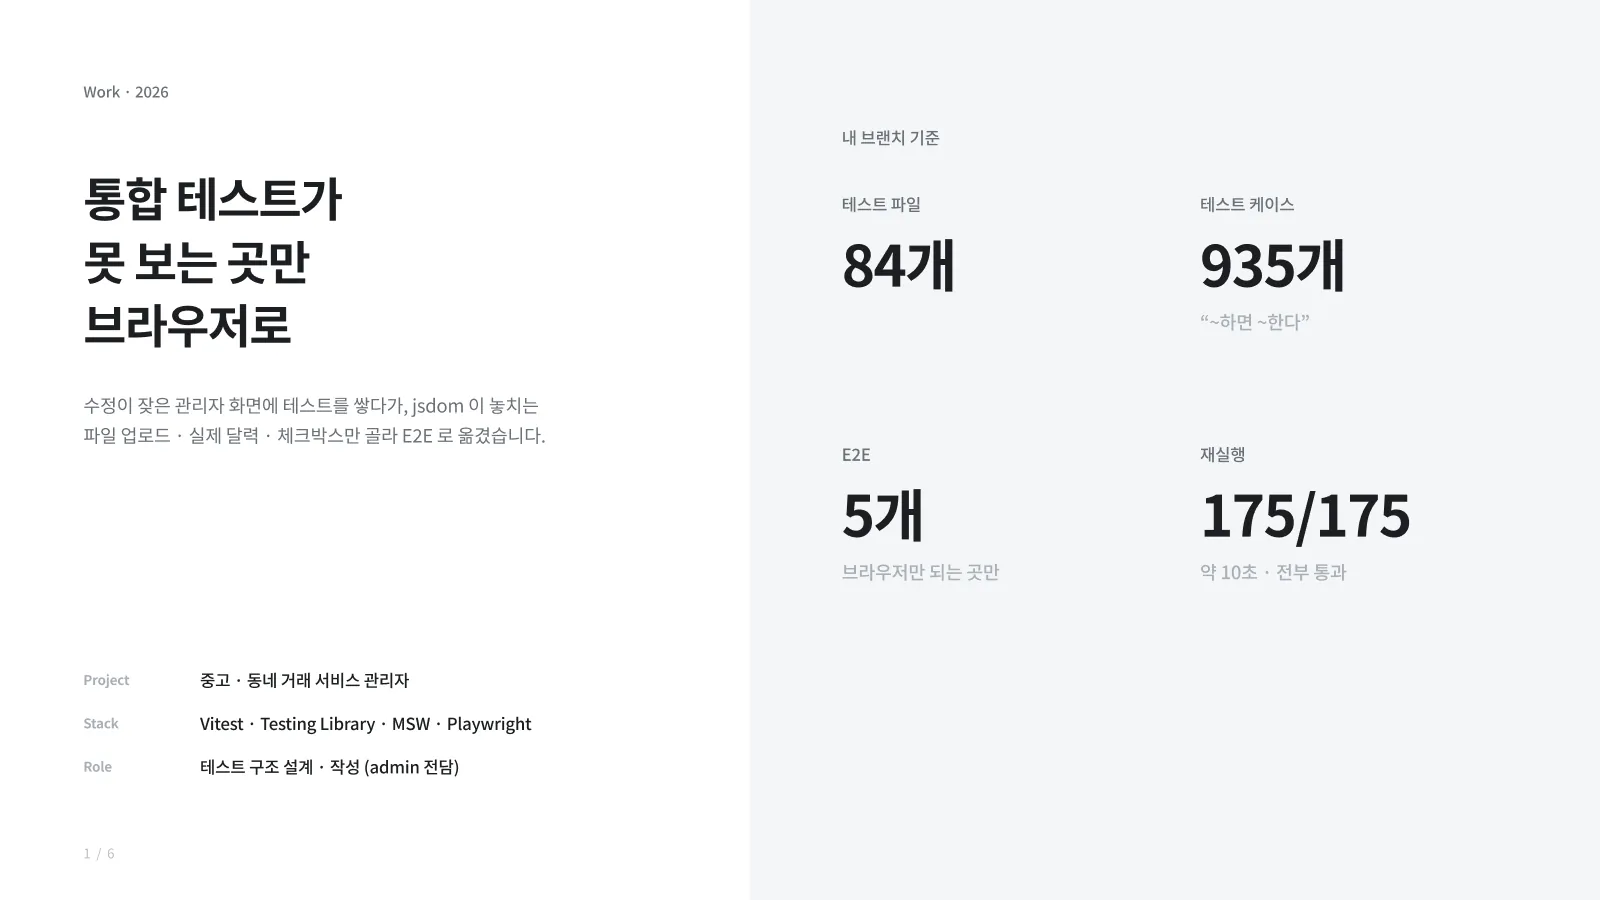 Work · 2026
통합 테스트가
못 보는 곳만
브라우저로
수정이 잦은 관리자 화면에 테스트를 쌓다가, jsdom 이 놓치는
파일 업로드 · 실제 달력 · 체크박스만 골라 E2E 로 옮겼습니다.
Project 중고 · 동네 거래 서비스 관리자
Stack Vitest · Testing Library · MSW · Playwright
Role 테스트 구조 설계 · 작성 (admin 전담)
1 / 6
내 브랜치 기준
테스트 파일
84개
테스트 케이스
935개
“~하면 ~한다”
E2E
5개
브라우저만 되는 곳만
재실행
175/175
약 10초 · 전부 통과